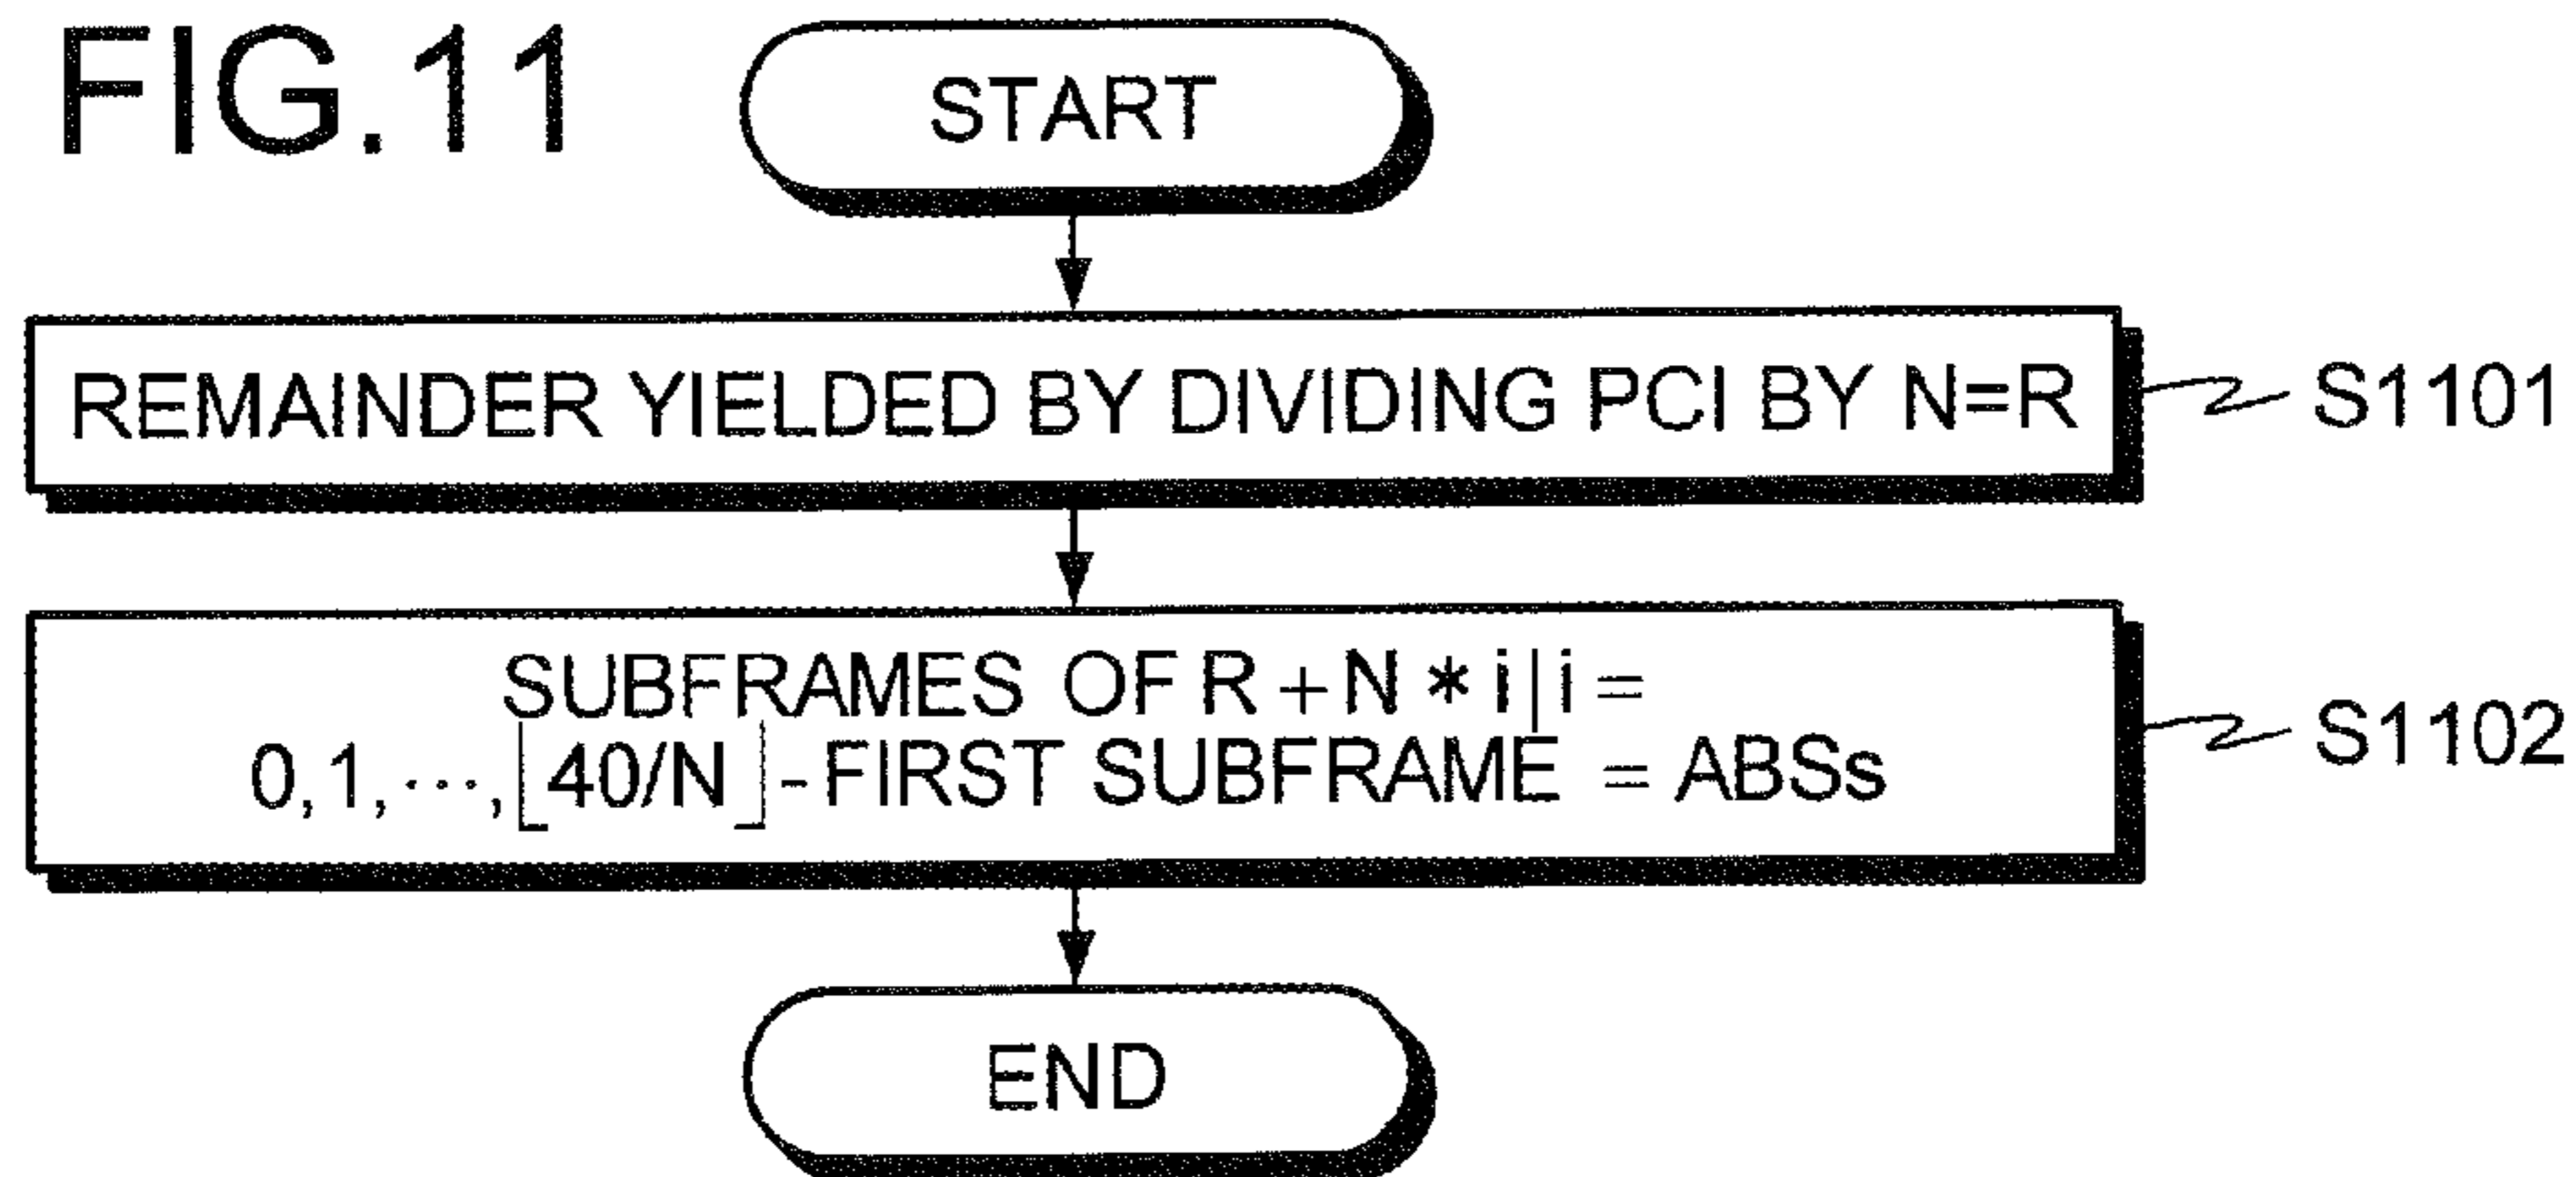 FIG.11
START
REMAINDER YIELDED BY DIVIDING PCI BY N=R
S1101
SUBFRAMES OF R + N * i | i =
0,1, ⋯, ⌊40/N⌋ - FIRST SUBFRAME = ABSs
S1102
END